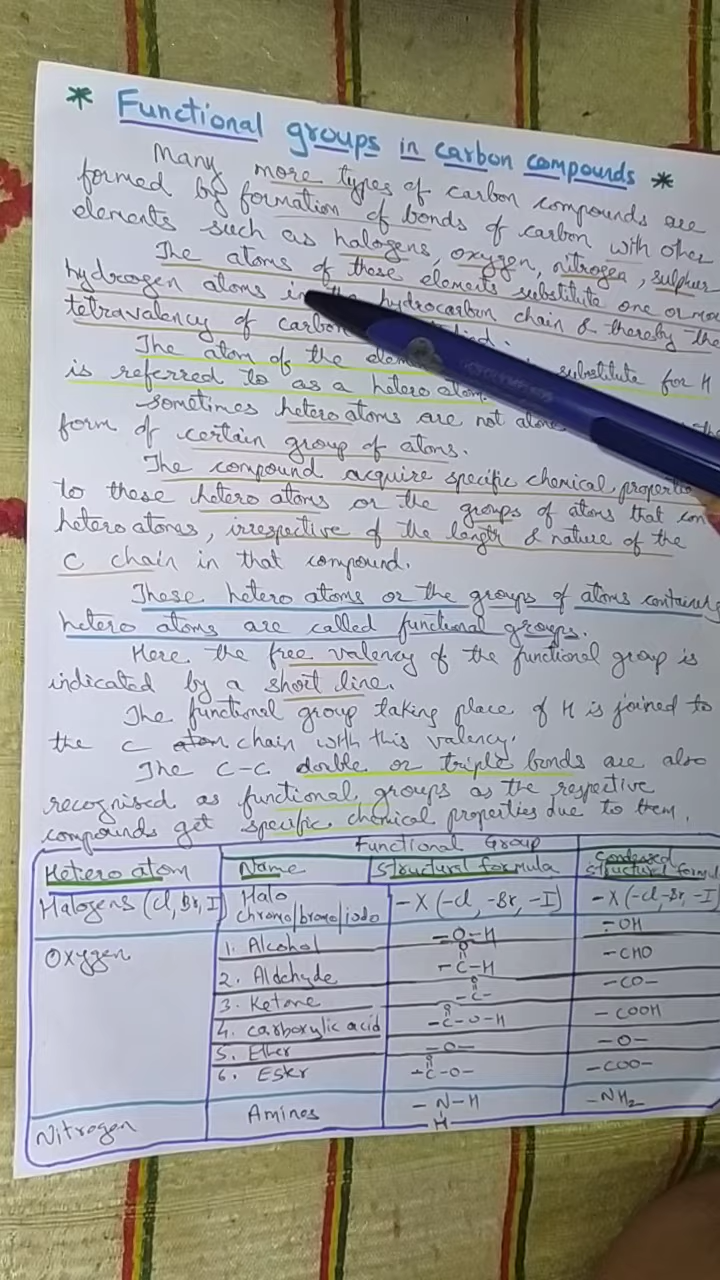 * Functional groups in carbon compounds *
Many more types of carbon compounds are
formed by formation of bonds of carbon with other
elements such as halogens, oxygen, nitrogen, sulphur
The atoms of these elements substitute one or mo
hydrogen atoms in the hydrocarbon chain & thereby the
tetravalency of carbon
The atom of the substitute for H
is referred to as a hetero atom.
Sometimes hetero atoms are not alone
form of certain group of atoms.
The compound acquire specific chemical properti
to these hetero atoms or the groups of atoms that con
hetero atoms, irrespective of the length & nature of the
C chain in that compound.
These hetero atoms or the groups of atoms containing
hetero atoms are called functional groups.
Here the free valency of the functional group is
indicated by a short line.
The functional group taking place of H is joined to
the C chain with this valency.
The C-C double or triple bonds are also
recognised as functional groups as the respective
compounds get specific chemical properties due to them.
Functional Group
Hetero atom Name Structural formula Condensed structural formul
Halogens (Cl, Br, I) Halo chromo/bromo/iodo -X (-Cl, -Br, -I) -X (-Cl, -Br, -I)
Oxygen 1. Alcohol -O-H -OH
2. Aldehyde -C(=O)-H -CHO
3. Ketone -C(=O)- -CO-
4. Carboxylic acid -C(=O)-O-H -COOH
5. Ether -O- -O-
6. Ester -C(=O)-O- -COO-
Nitrogen Amines -N-H -NH₂
H